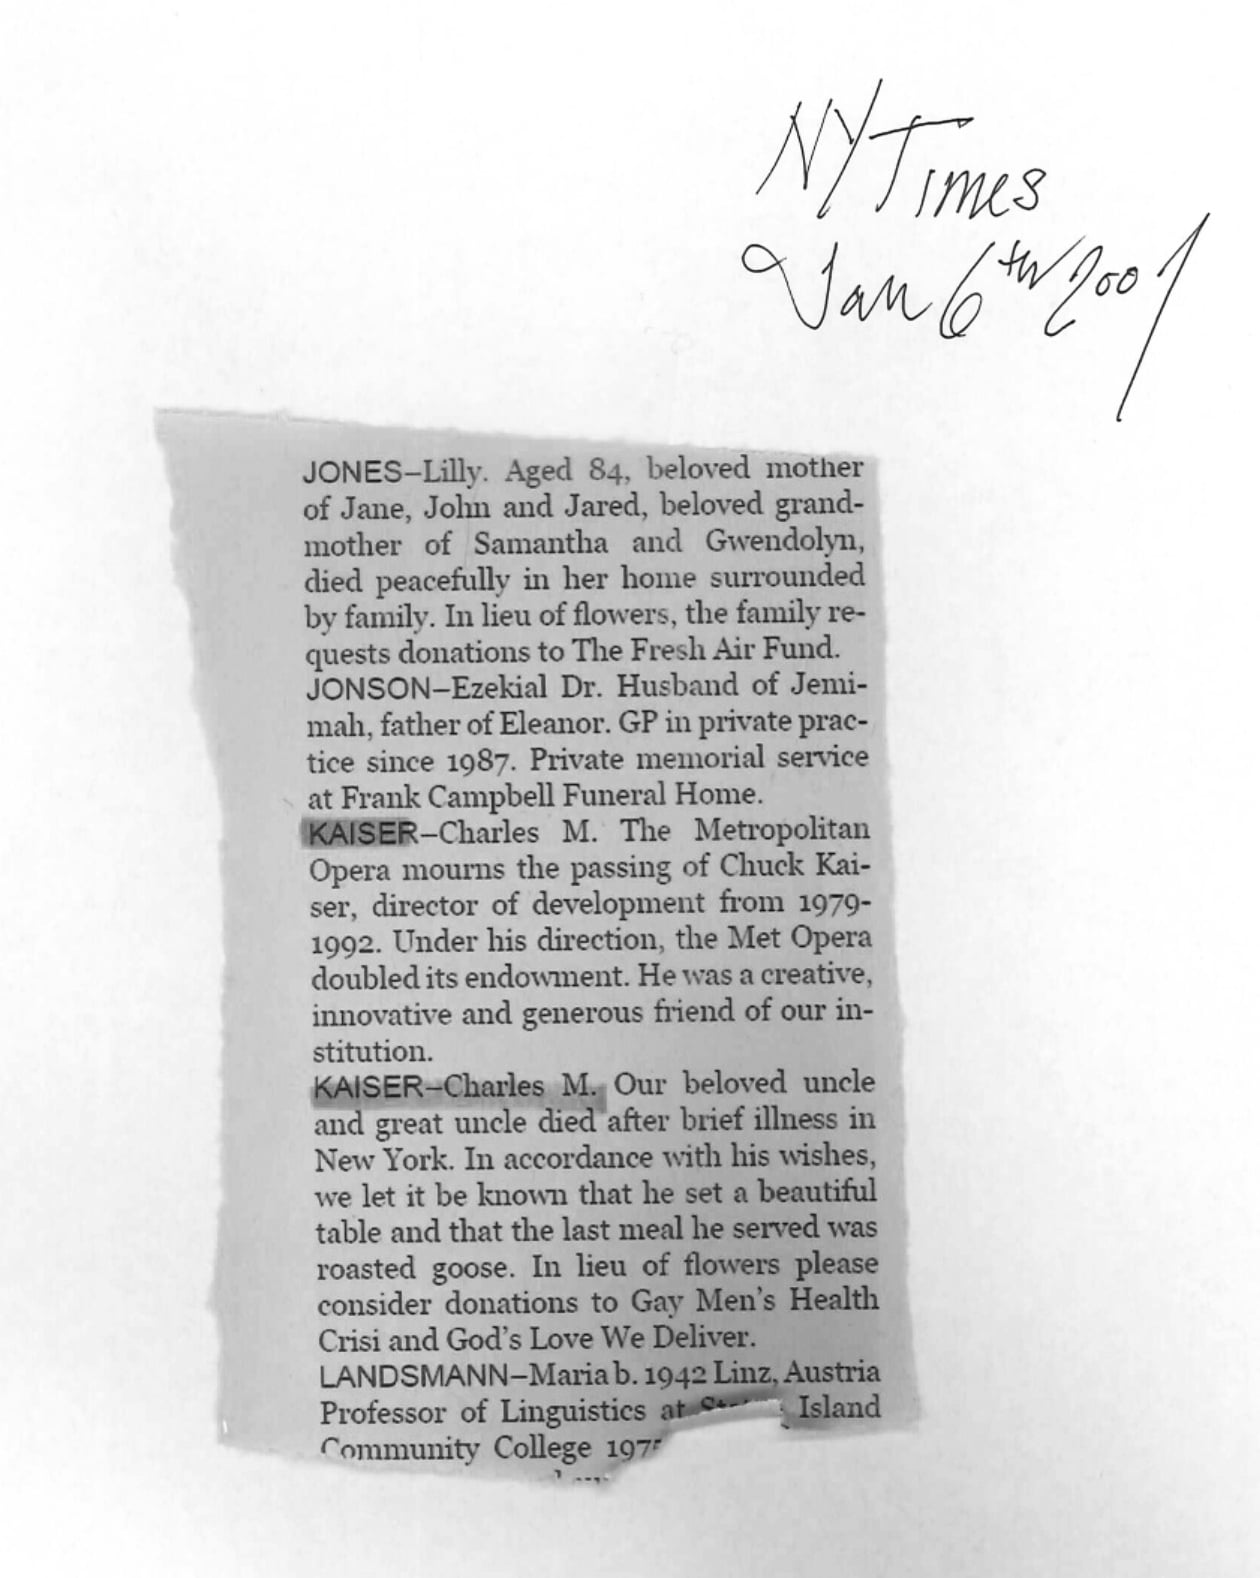 NYTimes
Jan 6th 2007
JONES–Lilly. Aged 84, beloved mother
of Jane, John and Jared, beloved grand-
mother of Samantha and Gwendolyn,
died peacefully in her home surrounded
by family. In lieu of flowers, the family re-
quests donations to The Fresh Air Fund.
JONSON–Ezekial Dr. Husband of Jemi-
mah, father of Eleanor. GP in private prac-
tice since 1987. Private memorial service
at Frank Campbell Funeral Home.
KAISER–Charles M. The Metropolitan
Opera mourns the passing of Chuck Kai-
ser, director of development from 1979-
1992. Under his direction, the Met Opera
doubled its endowment. He was a creative,
innovative and generous friend of our in-
stitution.
KAISER–Charles M. Our beloved uncle
and great uncle died after brief illness in
New York. In accordance with his wishes,
we let it be known that he set a beautiful
table and that the last meal he served was
roasted goose. In lieu of flowers please
consider donations to Gay Men's Health
Crisi and God's Love We Deliver.
LANDSMANN–Maria b. 1942 Linz, Austria
Professor of Linguistics at Island
Community College